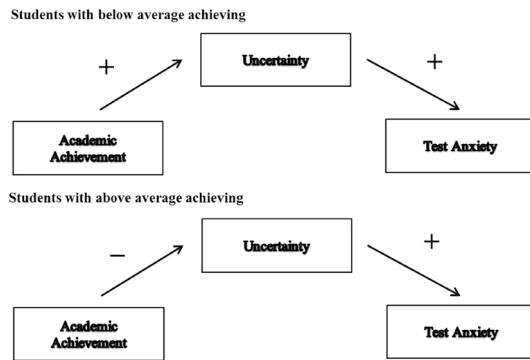 Students with below average achieving
Uncertainty
+
+
Academic
Achievement
Test Anxiety
Students with above average achieving
Uncertainty
−
+
Academic
Achievement
Test Anxiety